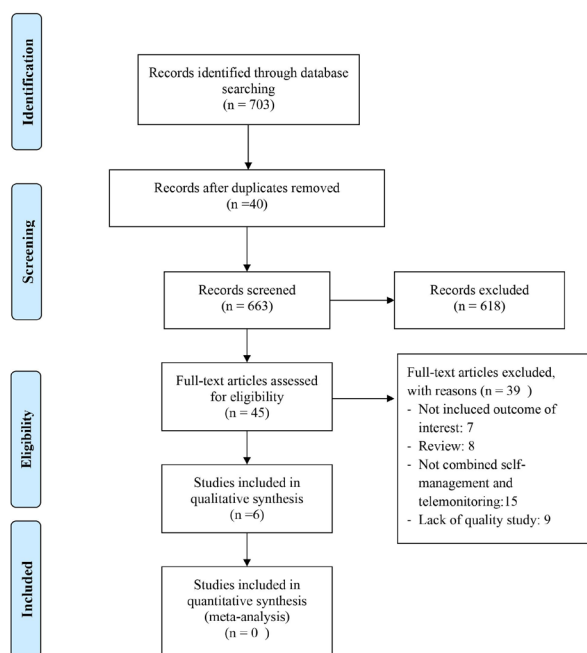 Identification
Records identified through database
searching
(n = 703)
Records after duplicates removed
(n =40)
Screening
Records screened
(n = 663)
Records excluded
(n = 618)
Eligibility
Full-text articles assessed
for eligibility
(n = 45)
Full-text articles excluded,
with reasons (n = 39 )
- Not incluced outcome of
interest: 7
- Review: 8
- Not combined self-
management and
telemonitoring:15
- Lack of quality study: 9
Studies included in
qualitative synthesis
(n =6)
Included
Studies included in
quantitative synthesis
(meta-analysis)
(n = 0 )